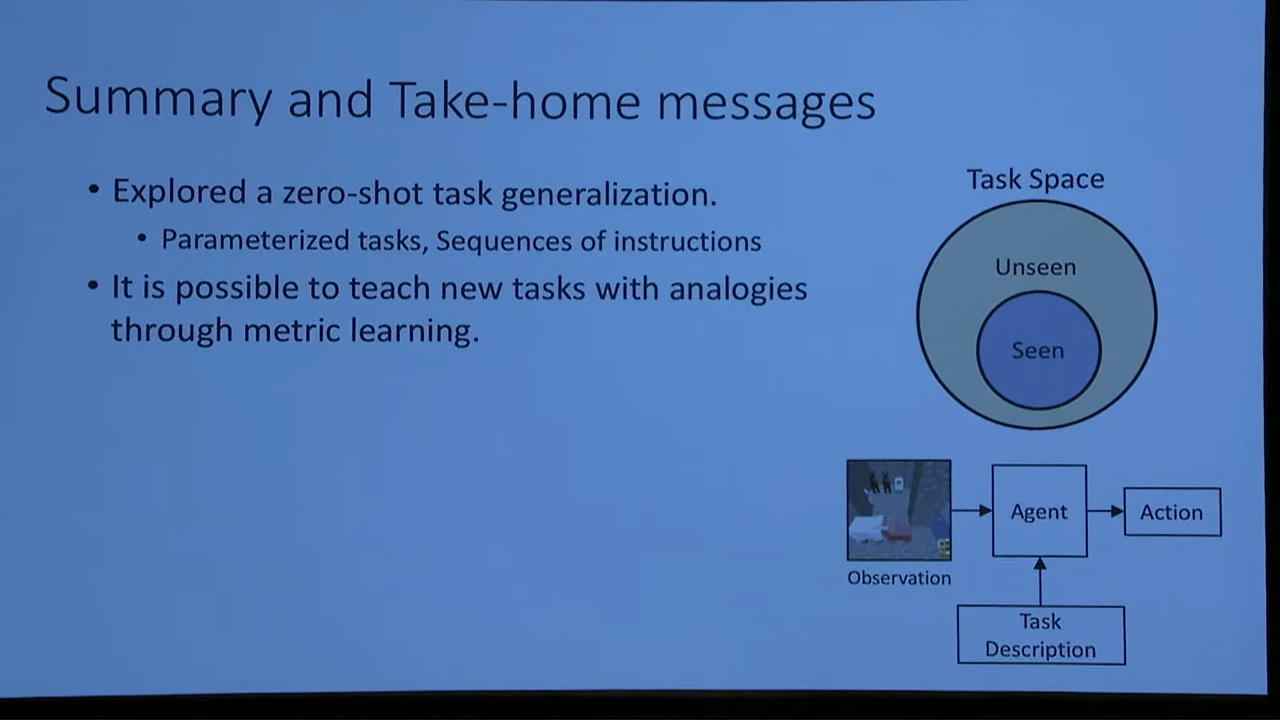 Summary and Take-home messages
• Explored a zero-shot task generalization.
• Parameterized tasks, Sequences of instructions
• It is possible to teach new tasks with analogies
through metric learning.
Task Space
Unseen
Seen
Agent
Action
Observation
Task
Description